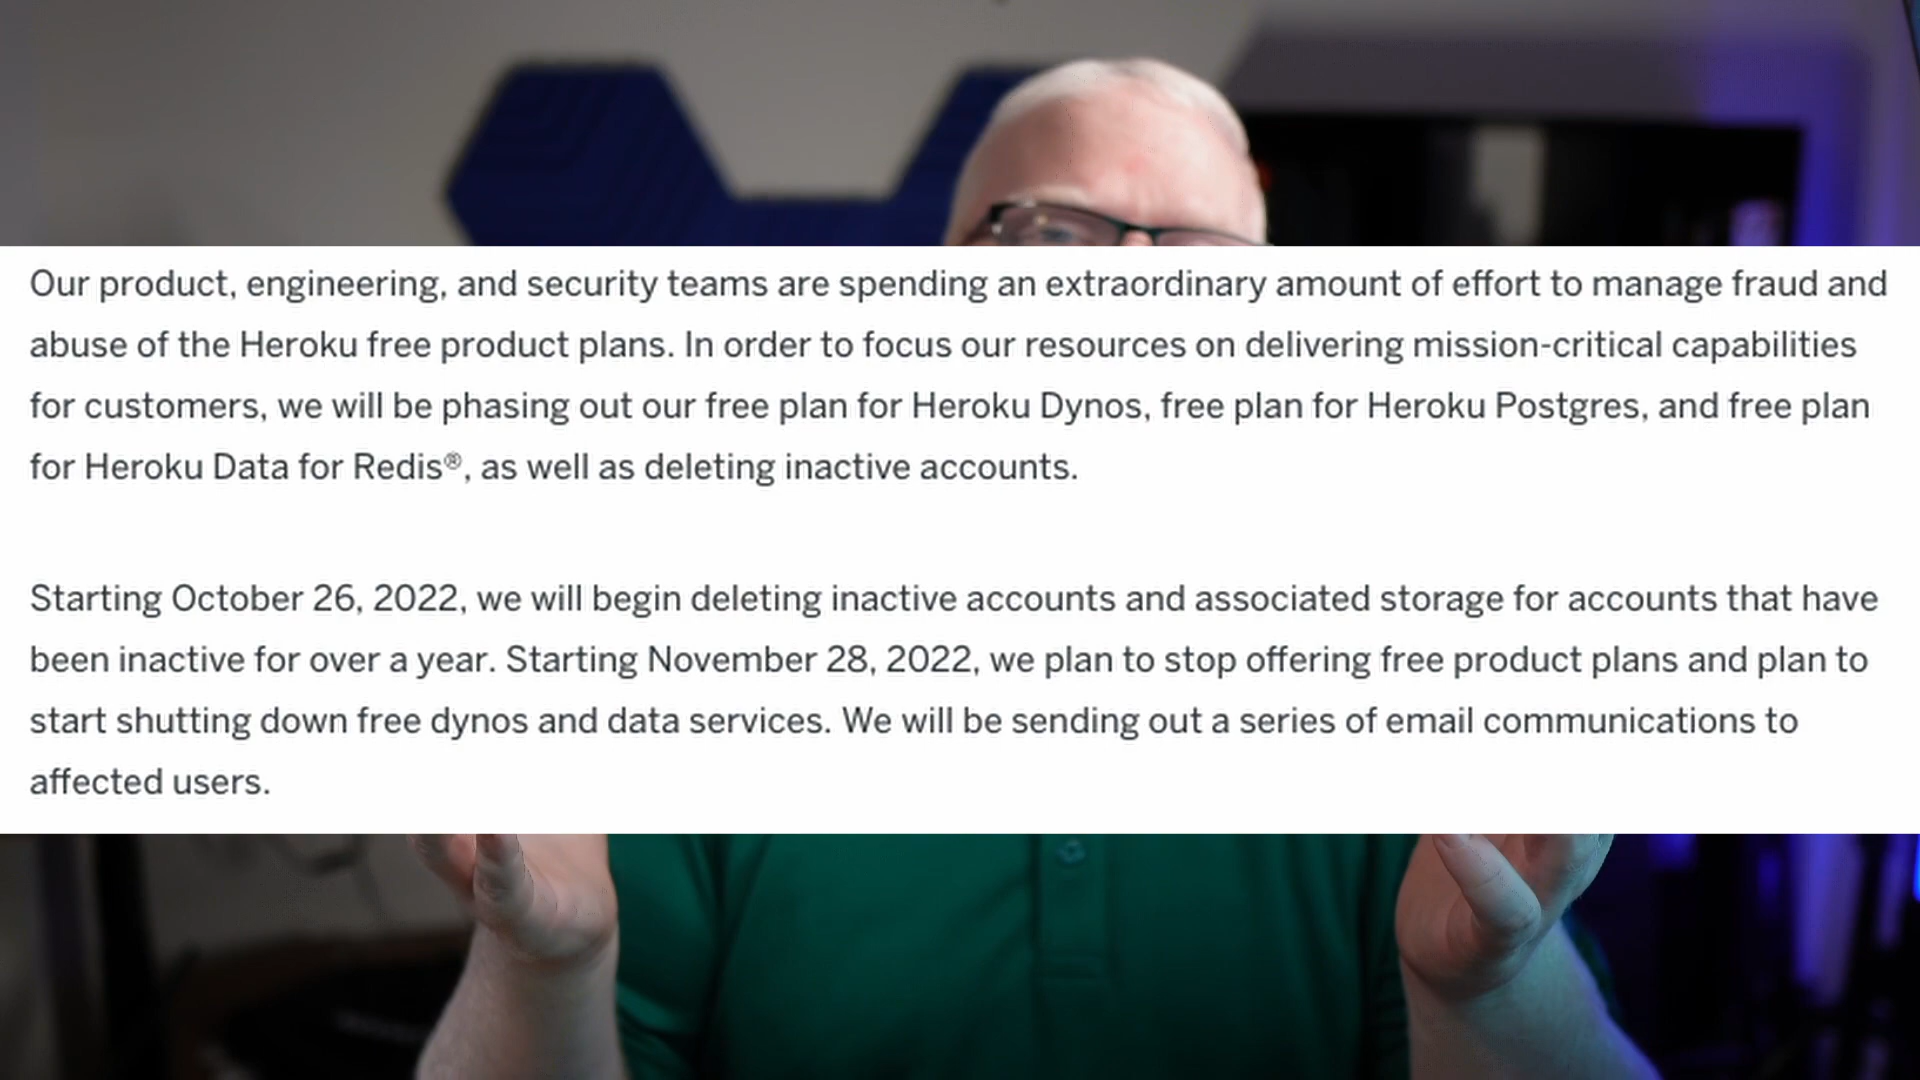 Our product, engineering, and security teams are spending an extraordinary amount of effort to manage fraud and
abuse of the Heroku free product plans. In order to focus our resources on delivering mission-critical capabilities
for customers, we will be phasing out our free plan for Heroku Dynos, free plan for Heroku Postgres, and free plan
for Heroku Data for Redis®, as well as deleting inactive accounts.
Starting October 26, 2022, we will begin deleting inactive accounts and associated storage for accounts that have
been inactive for over a year. Starting November 28, 2022, we plan to stop offering free product plans and plan to
start shutting down free dynos and data services. We will be sending out a series of email communications to
affected users.